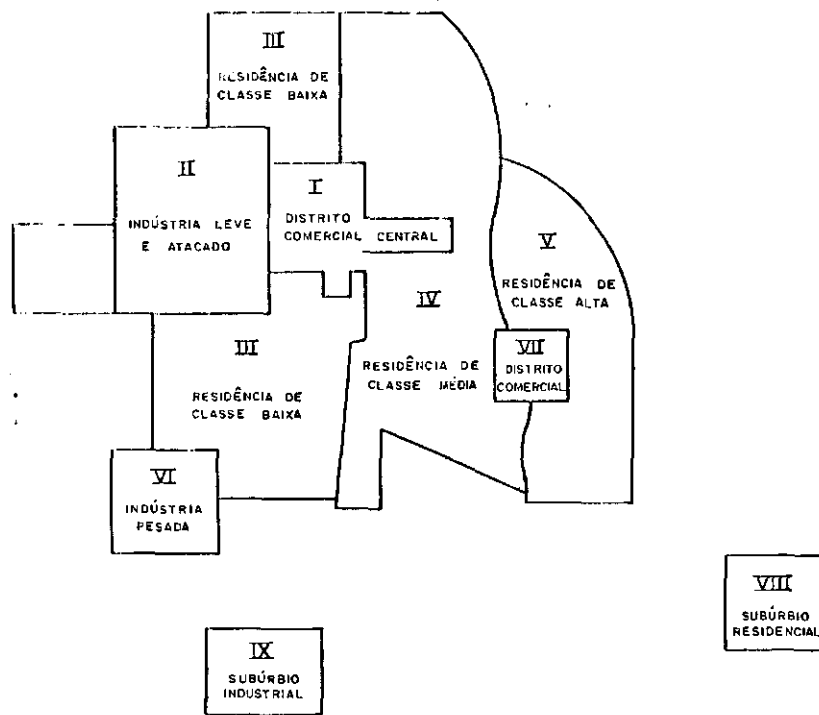 III
RESIDÊNCIA DE
CLASSE BAIXA
II
INDÚSTRIA LEVE
E ATACADO
I
DISTRITO
COMERCIAL CENTRAL
V
RESIDÊNCIA DE
CLASSE ALTA
IV
RESIDÊNCIA DE
CLASSE MÉDIA
III
RESIDÊNCIA DE
CLASSE BAIXA
VII
DISTRITO
COMERCIAL
VI
INDÚSTRIA
PESADA
VIII
SUBÚRBIO
RESIDENCIAL
IX
SUBÚRBIO
INDUSTRIAL